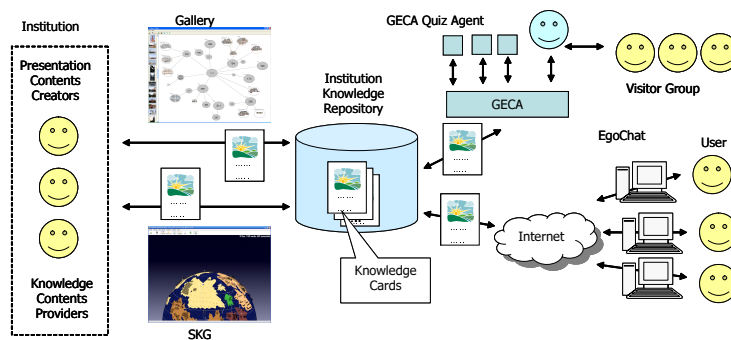 Institution
Presentation
Contents
Creators
Knowledge
Contents
Providers
Gallery
SKG
Institution
Knowledge
Repository
Knowledge
Cards
GECA Quiz Agent
GECA
Visitor Group
EgoChat
User
Internet